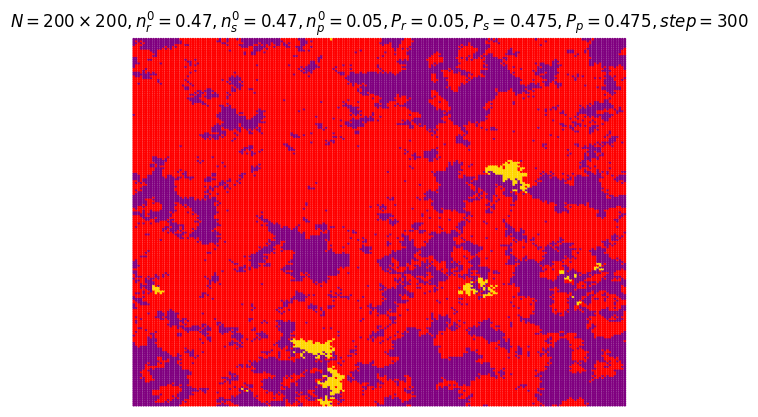 N = 200 × 200, n_r^0 = 0.47, n_s^0 = 0.47, n_p^0 = 0.05, P_r = 0.05, P_s = 0.475, P_p = 0.475, step = 300